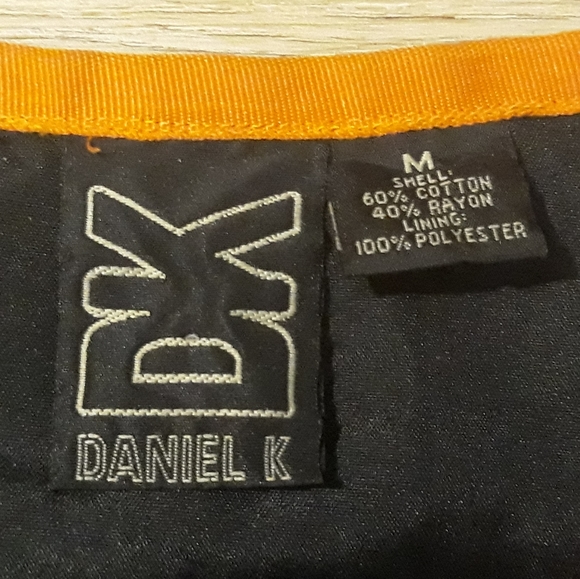 DK
DANIEL K
M
SHELL:
60% COTTON
40% RAYON
LINING:
100% POLYESTER